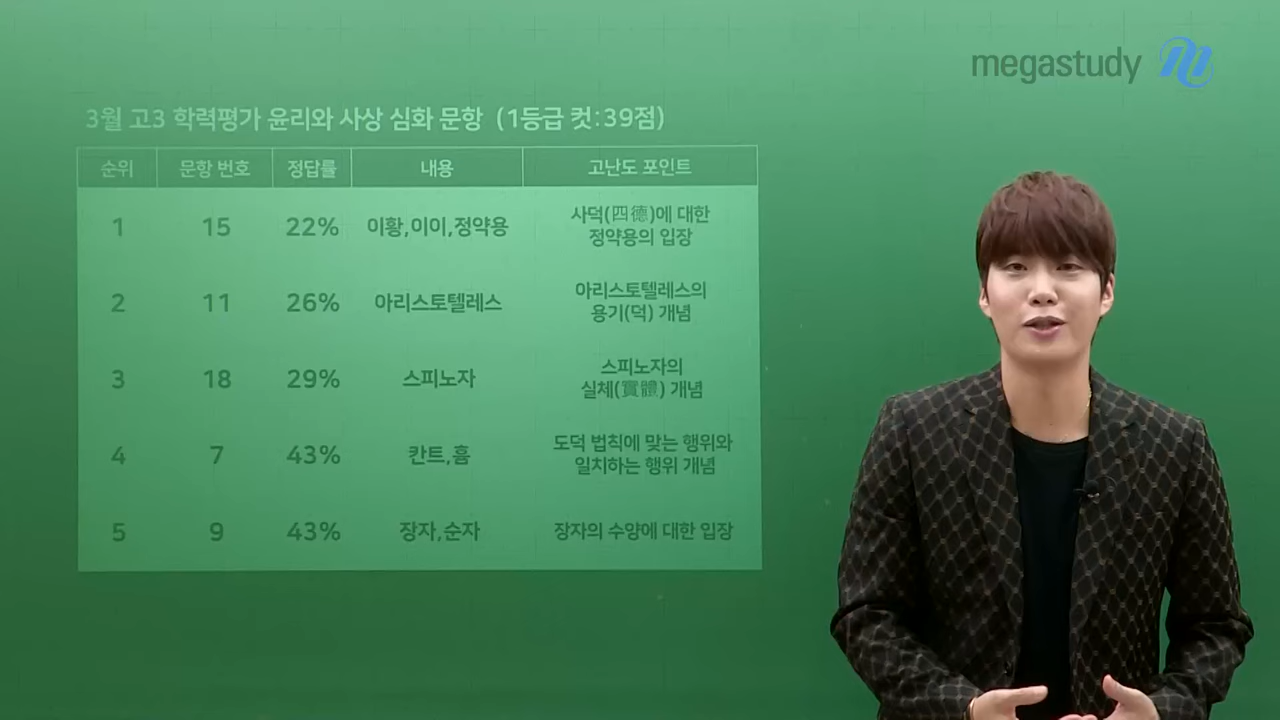 megastudy
3월 고3 학력평가 윤리와 사상 심화 문항 (1등급 컷:39점)
순위 문항 번호 정답률 내용 고난도 포인트
1 15 22% 이황,이이,정약용 사덕(四德)에 대한
정약용의 입장
2 11 26% 아리스토텔레스 아리스토텔레스의
용기(덕) 개념
3 18 29% 스피노자 스피노자의
실체(實體) 개념
4 7 43% 칸트,흄 도덕 법칙에 맞는 행위와
일치하는 행위 개념
5 9 43% 장자,순자 장자의 수양에 대한 입장